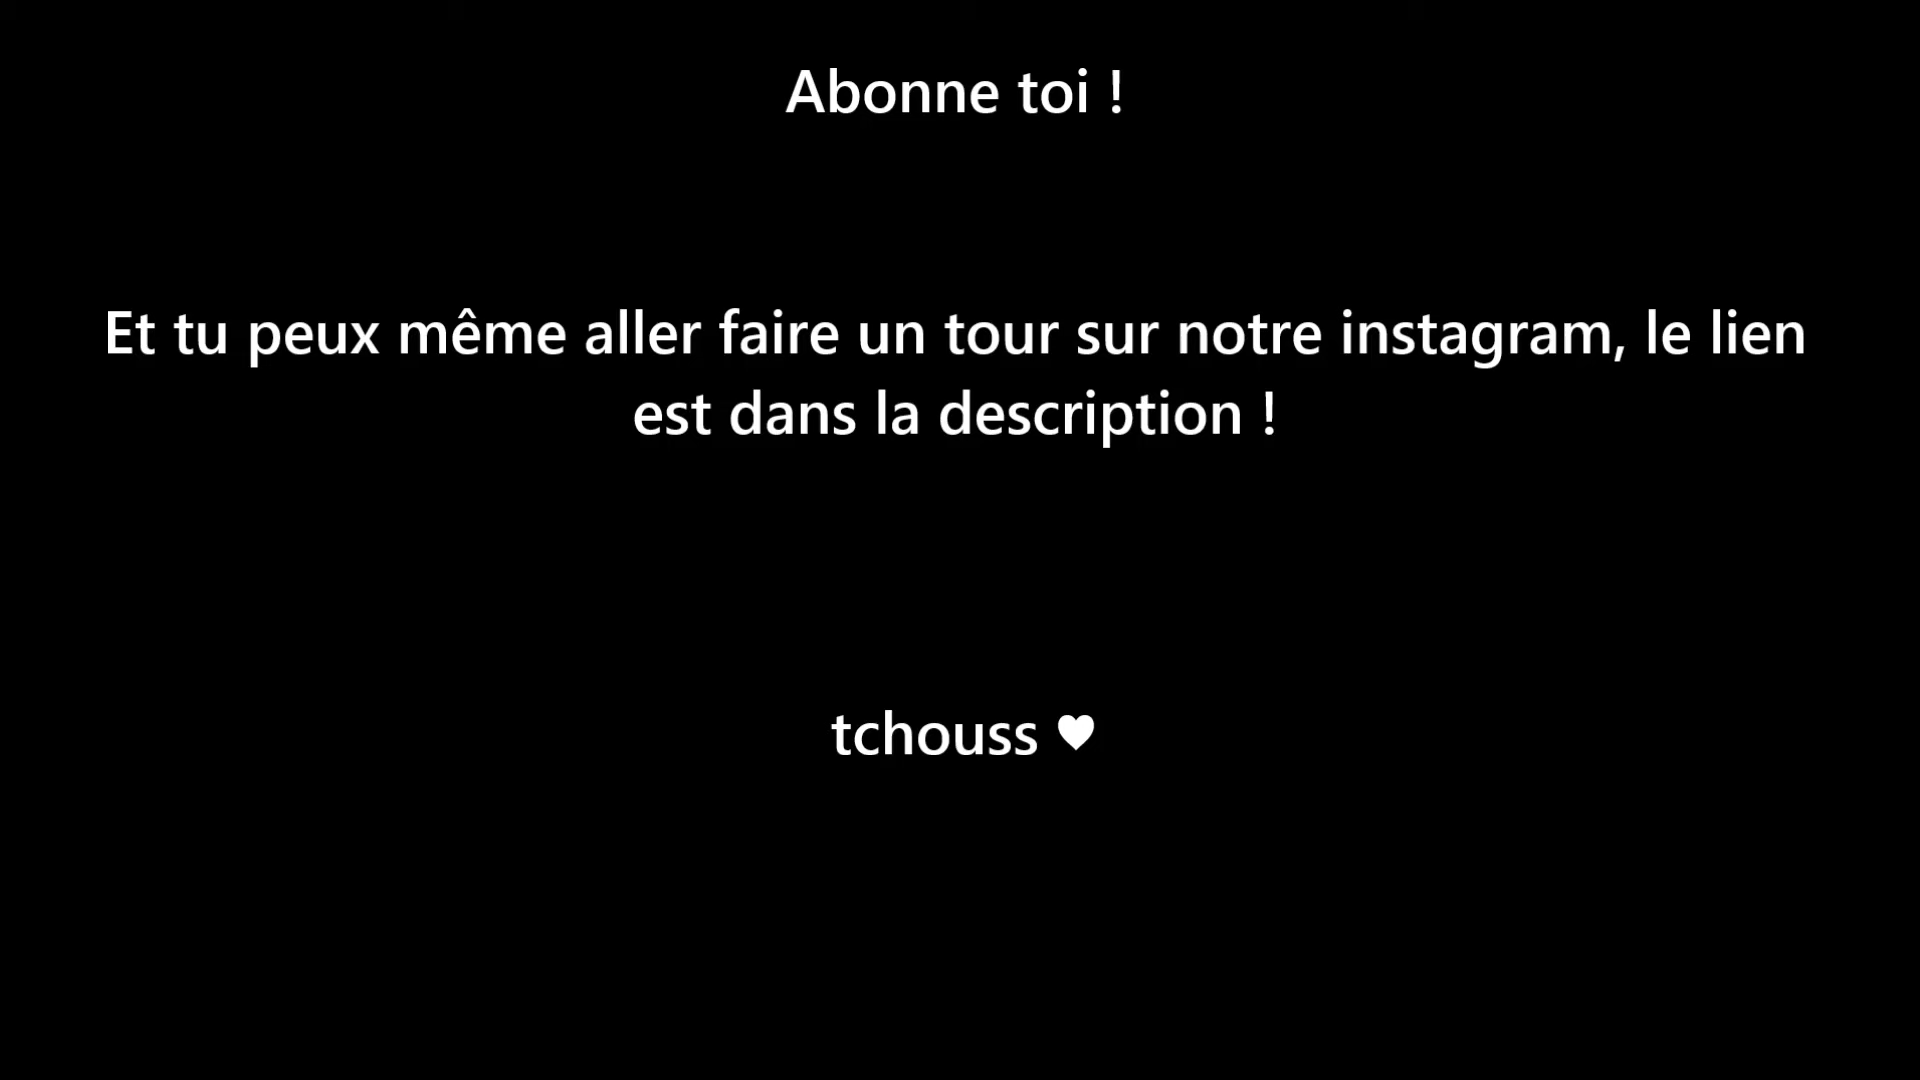 Abonne toi !
Et tu peux même aller faire un tour sur notre instagram, le lien
est dans la description !
tchouss ♥